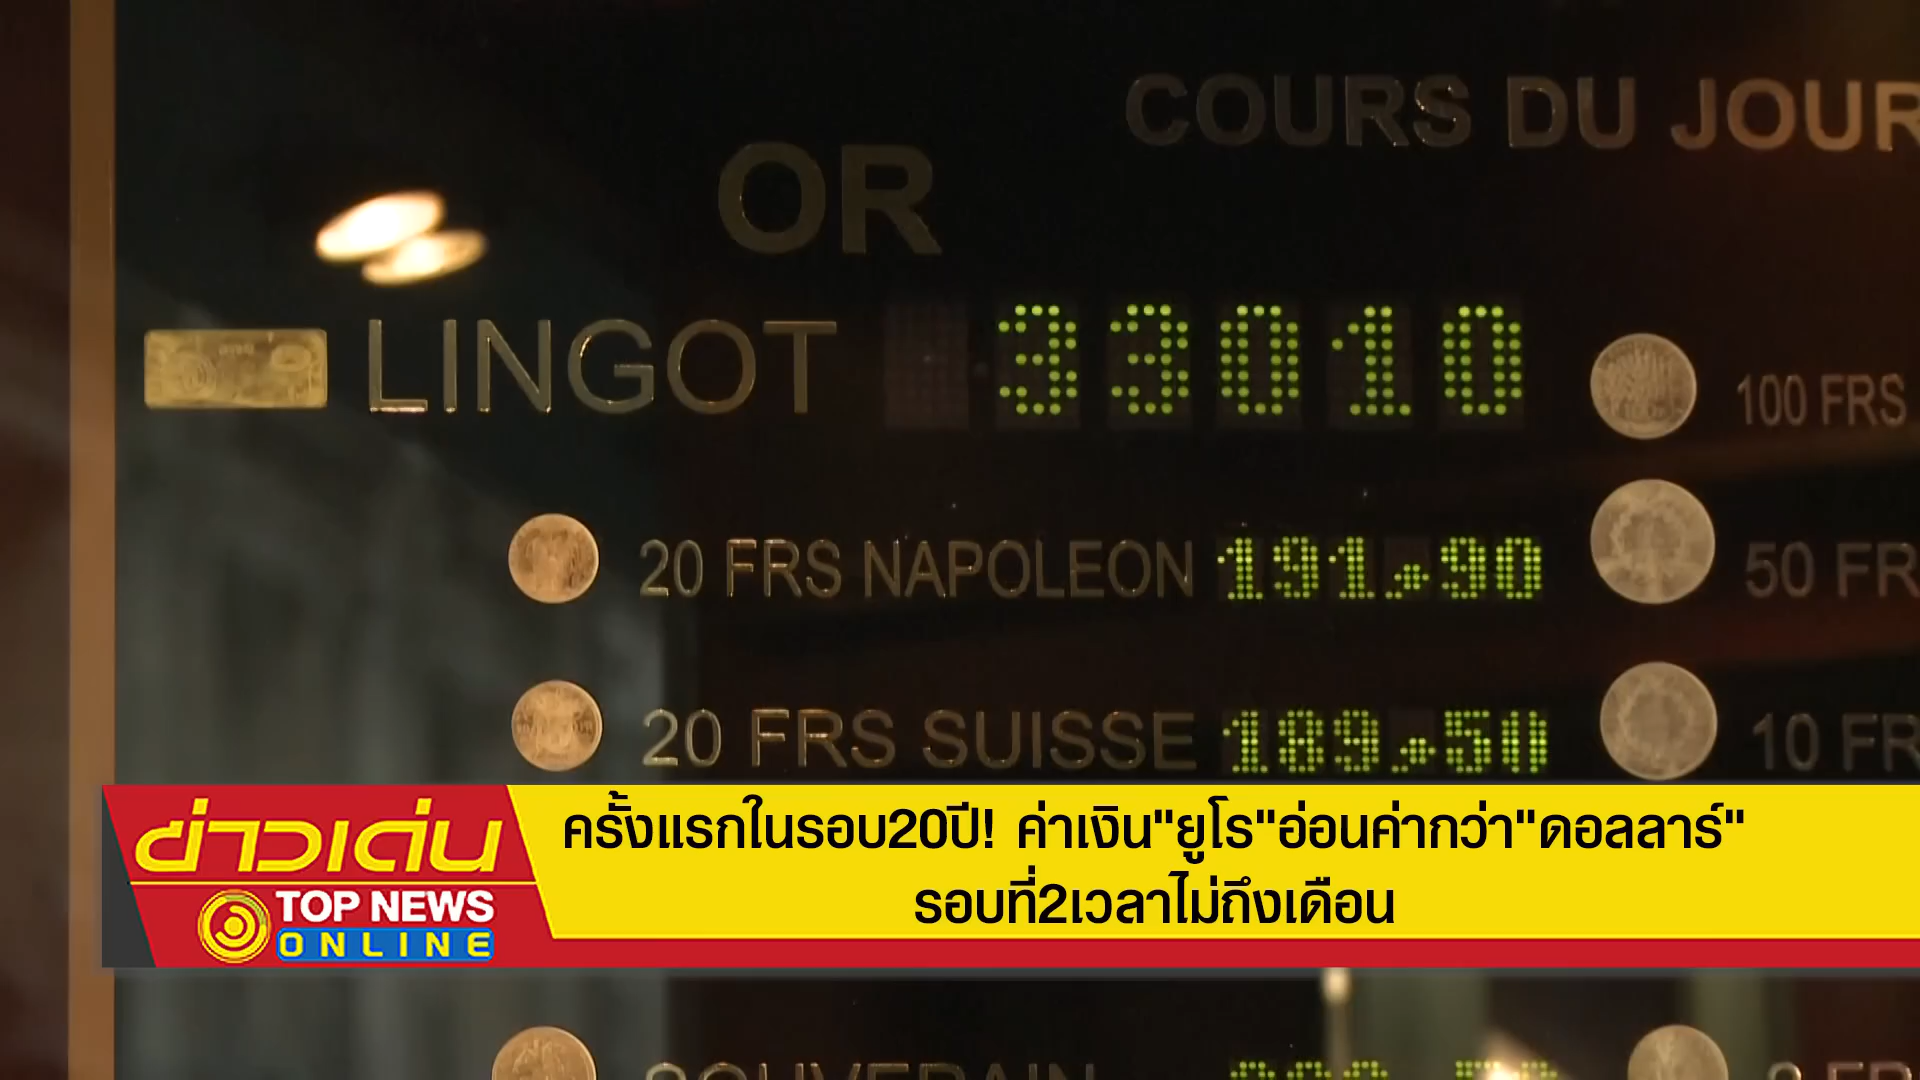 COURS DU JOUR
OR
LINGOT 33010
100 FRS
20 FRS NAPOLEON 191,90
50 FR
20 FRS SUISSE 189,50
10 FR
ข่าวเด่น
TOP NEWS
ONLINE
ครั้งแรกในรอบ20ปี! ค่าเงิน"ยูโร"อ่อนค่ากว่า"ดอลลาร์"
รอบที่2เวลาไม่ถึงเดือน
SOUVERAIN